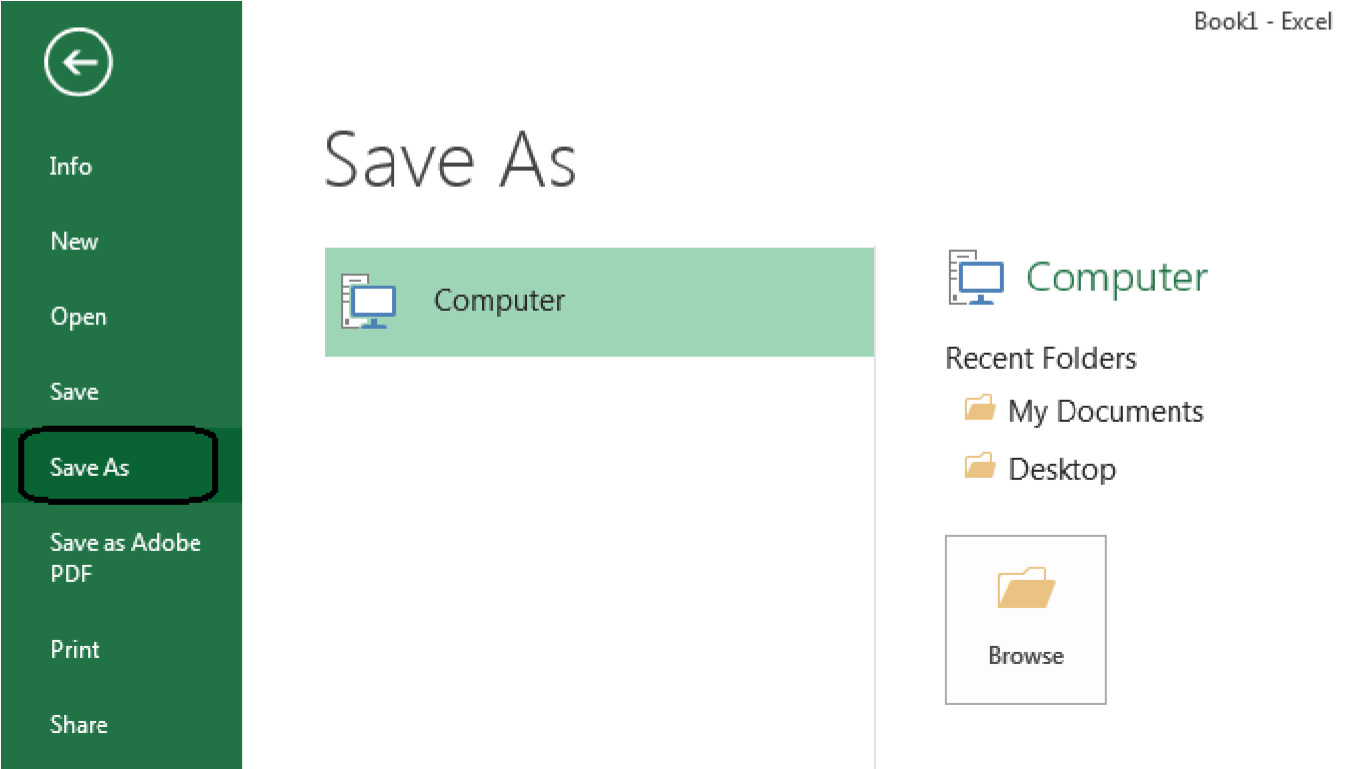 Book1 - Excel
Info
New
Open
Save
Save As
Save as Adobe
PDF
Print
Share
Save As
Computer
Computer
Recent Folders
My Documents
Desktop
Browse